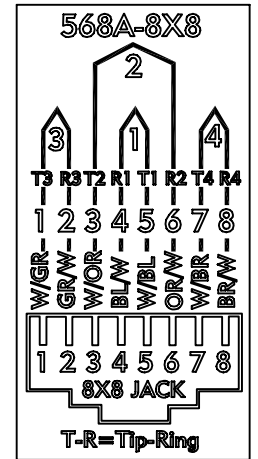 568A-8X8
2
3 1 4
T3 R3 T2 R1 T1 R2 T4 R4
1 2 3 4 5 6 7 8
W/GR GR/W W/OR BL/W W/BL OR/W W/BR BR/W
1 2 3 4 5 6 7 8
8X8 JACK
T-R=Tip-Ring